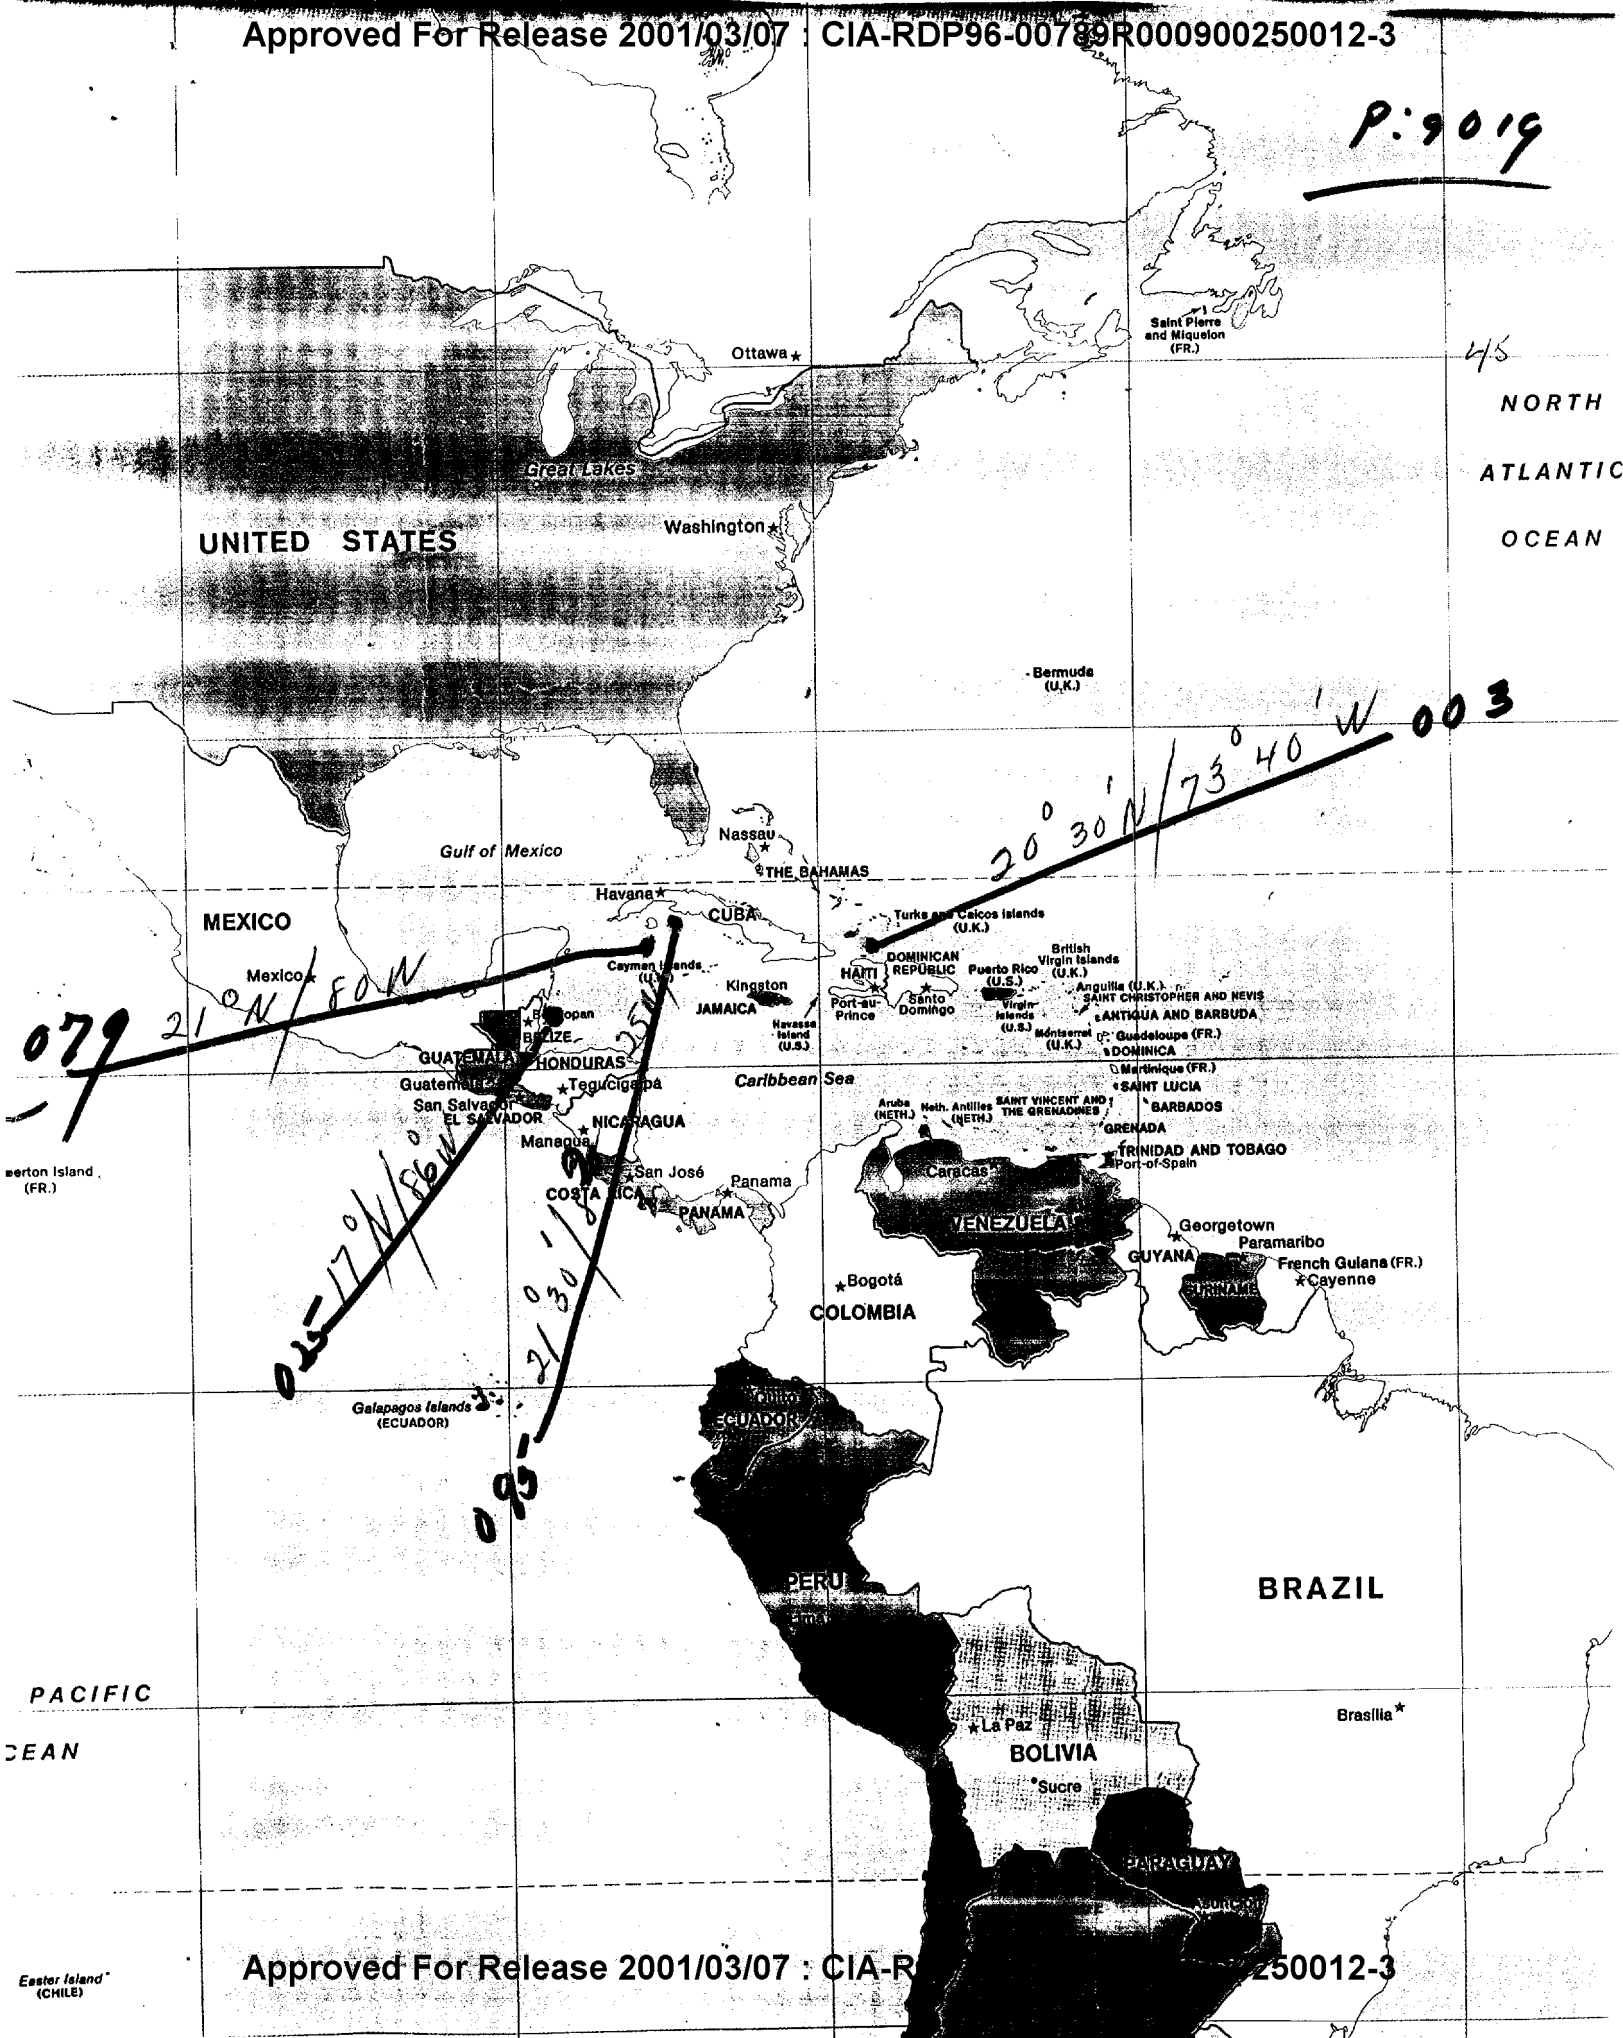 Approved For Release 2001/03/07 : CIA-RDP96-00789R000900250012-3
P:9019
Ottawa
Saint Pierre
and Miquelon
(FR.)
45
NORTH
ATLANTIC
OCEAN
Great Lakes
Washington
UNITED STATES
Bermuda
(U.K.)
003
20° 30' N/73° 40' W
Nassau
THE BAHAMAS
Gulf of Mexico
Havana
CUBA
MEXICO
Mexico
Turks and Caicos Islands
(U.K.)
Cayman Islands
(U.K.)
Kingston
JAMAICA
HAITI
DOMINICAN
REPUBLIC
Port-au-
Prince
Santo
Domingo
Navassa
Island
(U.S.)
Puerto Rico
(U.S.)
British
Virgin Islands
(U.K.)
Virgin
Islands
(U.S.)
Anguilla (U.K.)
SAINT CHRISTOPHER AND NEVIS
ANTIGUA AND BARBUDA
Montserrat
(U.K.)
Guadeloupe (FR.)
DOMINICA
Martinique (FR.)
SAINT LUCIA
BARBADOS
SAINT VINCENT AND
THE GRENADINES
GRENADA
TRINIDAD AND TOBAGO
Port-of-Spain
Aruba
(NETH.)
Neth. Antilles
(NETH.)
Caribbean Sea
079
21° N/80 W
BELIZE
GUATEMALA
HONDURAS
Guatemala
Tegucigalpa
San Salvador
EL SALVADOR
NICARAGUA
Managua
San José
COSTA RICA
Panama
PANAMA
025
17° N/86° W
21° 30'
095
(FR.)
Caracas
VENEZUELA
Georgetown
Paramaribo
GUYANA
French Guiana (FR.)
Cayenne
SURINAME
Bogotá
COLOMBIA
Galapagos Islands
(ECUADOR)
Quito
ECUADOR
PERU
Lima
BRAZIL
PACIFIC
Brasília
La Paz
BOLIVIA
Sucre
PARAGUAY
Asunción
Easter Island
(CHILE)
Approved For Release 2001/03/07 : CIA-R 250012-3